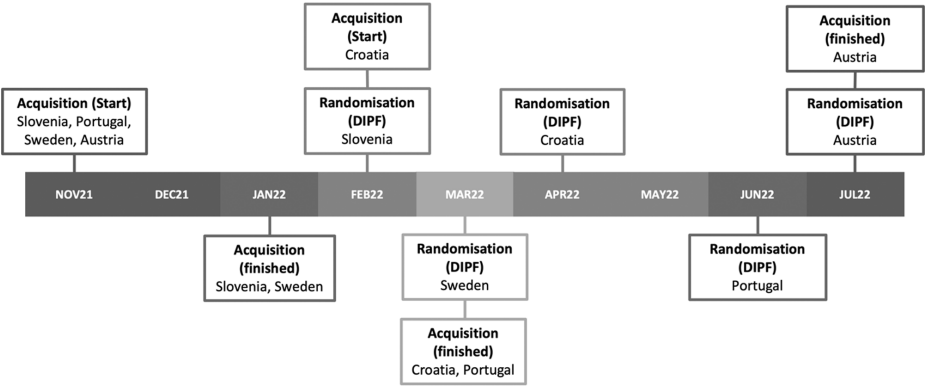 Acquisition
(Start)
Croatia
Acquisition
(finished)
Austria
Acquisition (Start)
Slovenia, Portugal,
Sweden, Austria
Randomisation
(DIPF)
Slovenia
Randomisation
(DIPF)
Croatia
Randomisation
(DIPF)
Austria
NOV21 DEC21 JAN22 FEB22 MAR22 APR22 MAY22 JUN22 JUL22
Acquisition
(finished)
Slovenia, Sweden
Randomisation
(DIPF)
Sweden
Randomisation
(DIPF)
Portugal
Acquisition
(finished)
Croatia, Portugal